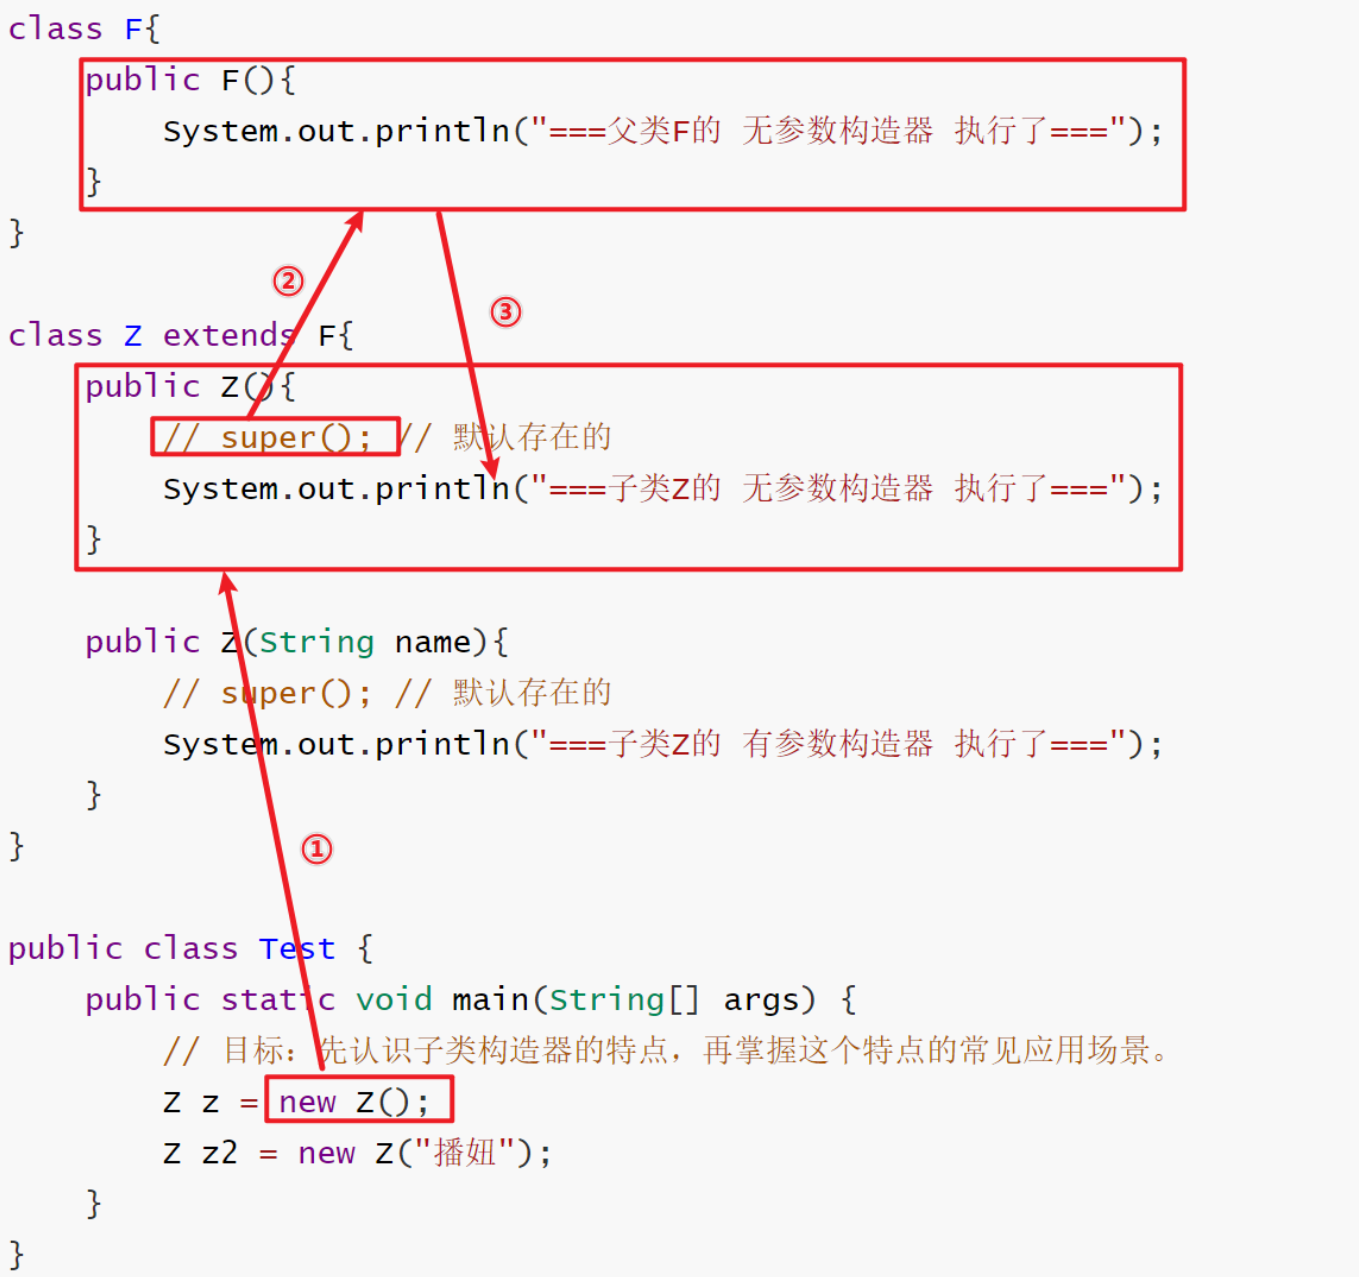 class F{
public F(){
System.out.println("===父类F的 无参数构造器 执行了===");
}
}
②
③
class Z extends F{
public Z(){
// super(); // 默认存在的
System.out.println("===子类Z的 无参数构造器 执行了===");
}
public Z(String name){
// super(); // 默认存在的
System.out.println("===子类Z的 有参数构造器 执行了===");
}
}
①
public class Test {
public static void main(String[] args) {
// 目标：先认识子类构造器的特点，再掌握这个特点的常见应用场景。
Z z = new Z();
Z z2 = new Z("播妞");
}
}